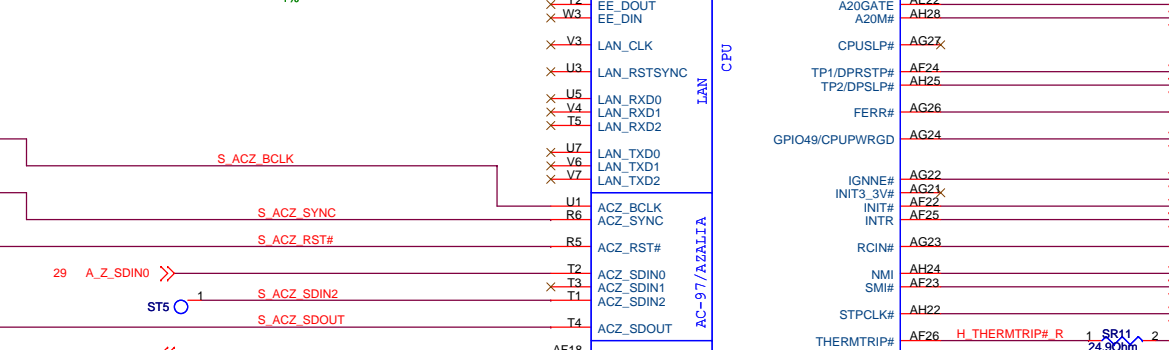 EE_DOUT
W3 EE_DIN
V3 LAN_CLK
U3 LAN_RSTSYNC
U5 LAN_RXD0
V4 LAN_RXD1
T5 LAN_RXD2
U7 LAN_TXD0
V6 LAN_TXD1
V7 LAN_TXD2
LAN
CPU
S_ACZ_BCLK U1 ACZ_BCLK
S_ACZ_SYNC R6 ACZ_SYNC
S_ACZ_RST# R5 ACZ_RST#
29 A_Z_SDIN0 T2 ACZ_SDIN0
T3 ACZ_SDIN1
ST5 1 S_ACZ_SDIN2 T1 ACZ_SDIN2
S_ACZ_SDOUT T4 ACZ_SDOUT
AC-97/AZALIA
A20GATE
A20M# AH28
CPUSLP# AG27
TP1/DPRSTP# AF24
TP2/DPSLP# AH25
FERR# AG26
GPIO49/CPUPWRGD AG24
IGNNE# AG22
INIT3_3V# AG21
INIT# AF22
INTR AF25
RCIN# AG23
NMI AH24
SMI# AF23
STPCLK# AH22
THERMTRIP# AF26 H_THERMTRIP#_R 1 SR11 2
24.9Ohm